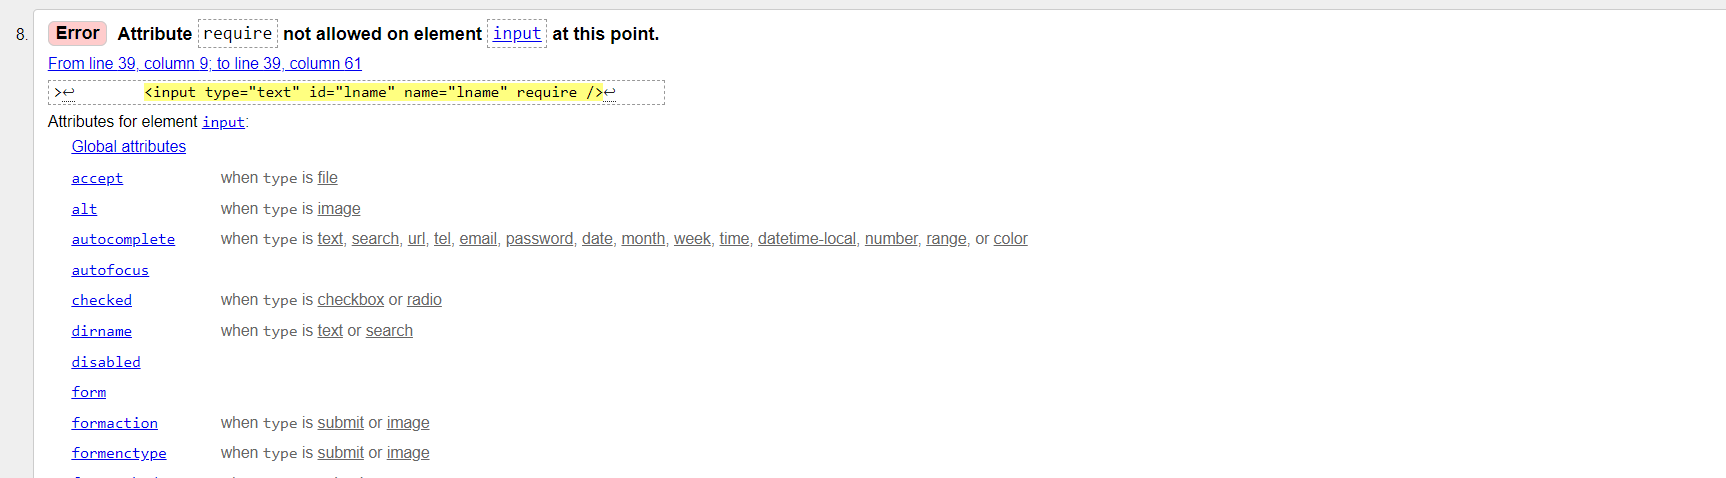 8. Error Attribute require not allowed on element input at this point.
From line 39, column 9; to line 39, column 61
>↩ <input type="text" id="lname" name="lname" require />↩
Attributes for element input:
Global attributes
accept when type is file
alt when type is image
autocomplete when type is text, search, url, tel, email, password, date, month, week, time, datetime-local, number, range, or color
autofocus
checked when type is checkbox or radio
dirname when type is text or search
disabled
form
formaction when type is submit or image
formenctype when type is submit or image